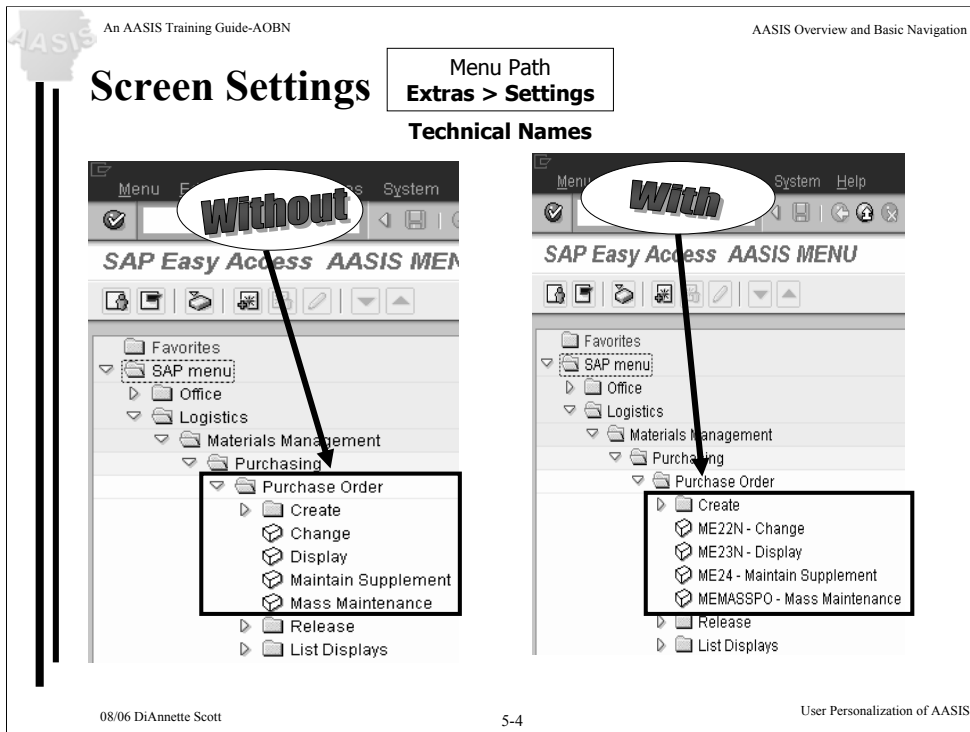 AASIS
An AASIS Training Guide-AOBN
AASIS Overview and Basic Navigation
Screen Settings
Menu Path
Extras > Settings
Technical Names
Menu
System
Without
SAP Easy Access AASIS MEN
Favorites
SAP menu
Office
Logistics
Materials Management
Purchasing
Purchase Order
Create
Change
Display
Maintain Supplement
Mass Maintenance
Release
List Displays
Menu
System Help
With
SAP Easy Access AASIS MENU
Favorites
SAP menu
Office
Logistics
Materials Management
Purchasing
Purchase Order
Create
ME22N - Change
ME23N - Display
ME24 - Maintain Supplement
MEMASSPO - Mass Maintenance
Release
List Displays
08/06 DiAnnette Scott
5-4
User Personalization of AASIS